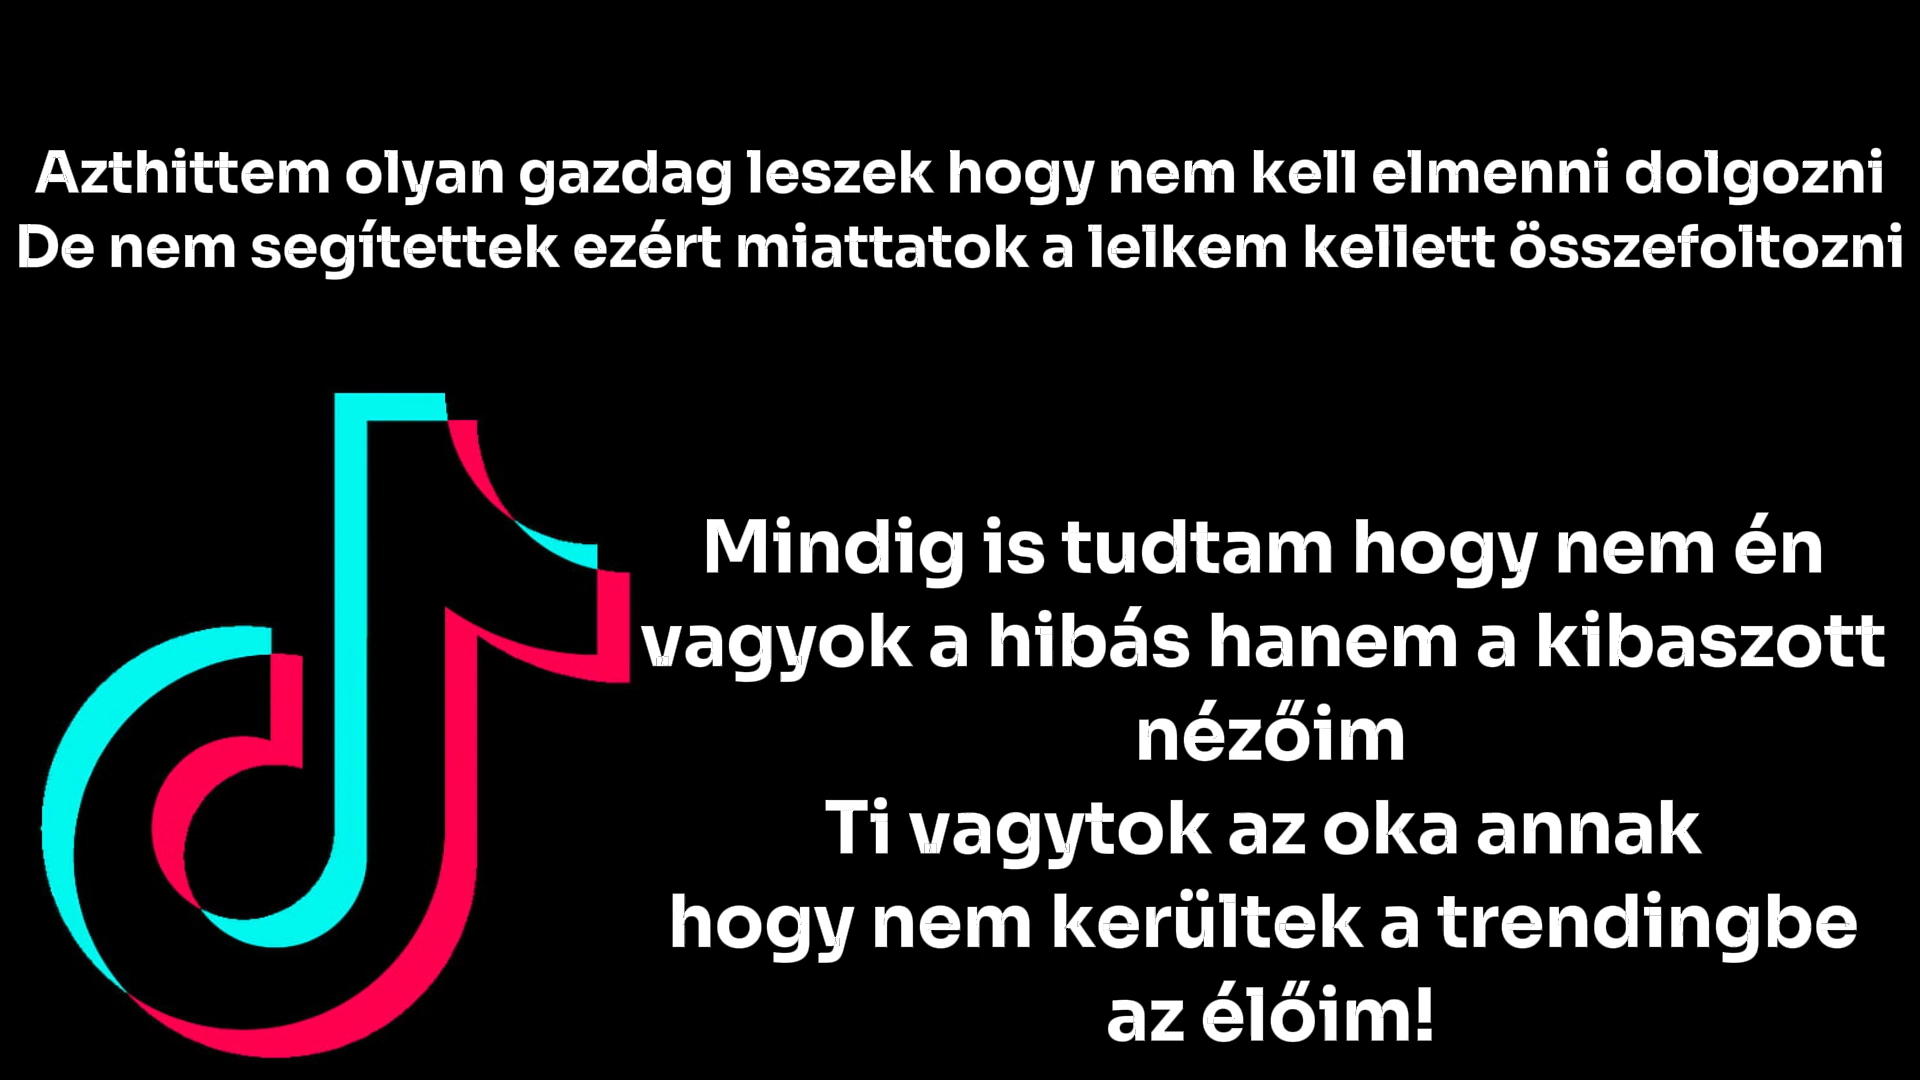 Azthittem olyan gazdag leszek hogy nem kell elmenni dolgozni
De nem segítettek ezért miattatok a lelkem kellett összefoltozni
Mindig is tudtam hogy nem én
vagyok a hibás hanem a kibaszott
nézőim
Ti vagytok az oka annak
hogy nem kerültek a trendingbe
az élőim!